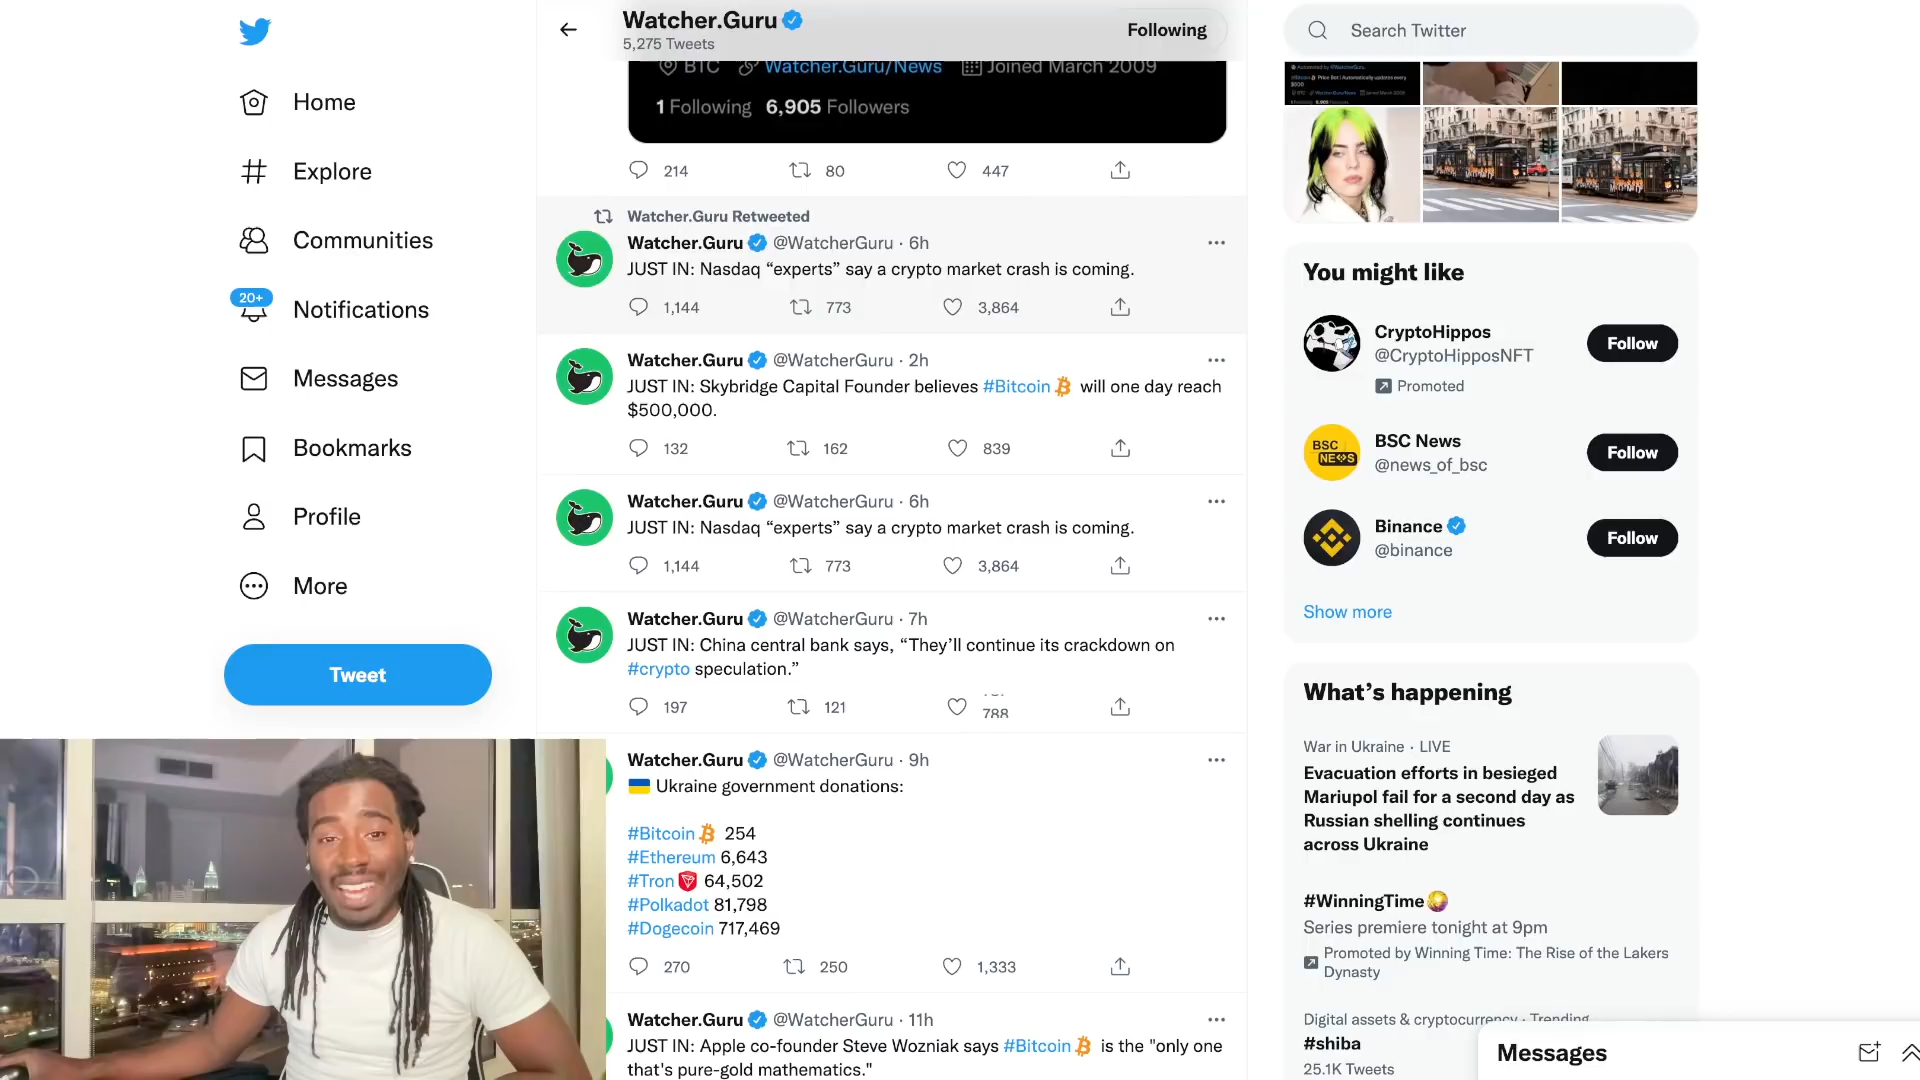 Home
Explore
Communities
20+
Notifications
Messages
Bookmarks
Profile
More
Tweet
Watcher.Guru
5,275 Tweets
Following
BTC Watcher.Guru/News Joined March 2009
1 Following 6,905 Followers
214 80 447
Watcher.Guru Retweeted
Watcher.Guru @WatcherGuru · 6h
JUST IN: Nasdaq “experts” say a crypto market crash is coming.
1,144 773 3,864
Watcher.Guru @WatcherGuru · 2h
JUST IN: Skybridge Capital Founder believes #Bitcoin will one day reach
$500,000.
132 162 839
Watcher.Guru @WatcherGuru · 6h
JUST IN: Nasdaq “experts” say a crypto market crash is coming.
1,144 773 3,864
Watcher.Guru @WatcherGuru · 7h
JUST IN: China central bank says, “They’ll continue its crackdown on
#crypto speculation.”
197 121 788
Watcher.Guru @WatcherGuru · 9h
Ukraine government donations:
#Bitcoin 254
#Ethereum 6,643
#Tron 64,502
#Polkadot 81,798
#Dogecoin 717,469
270 250 1,333
Watcher.Guru @WatcherGuru · 11h
JUST IN: Apple co-founder Steve Wozniak says #Bitcoin is the "only one
that's pure-gold mathematics."
Search Twitter
You might like
CryptoHippos
@CryptoHipposNFT
Promoted
Follow
BSC NEWS
BSC News
@news_of_bsc
Follow
Binance
@binance
Follow
Show more
What’s happening
War in Ukraine · LIVE
Evacuation efforts in besieged
Mariupol fail for a second day as
Russian shelling continues
across Ukraine
#WinningTime
Series premiere tonight at 9pm
Promoted by Winning Time: The Rise of the Lakers
Dynasty
Digital assets & cryptocurrency · Trending
#shiba
25.1K Tweets
Messages